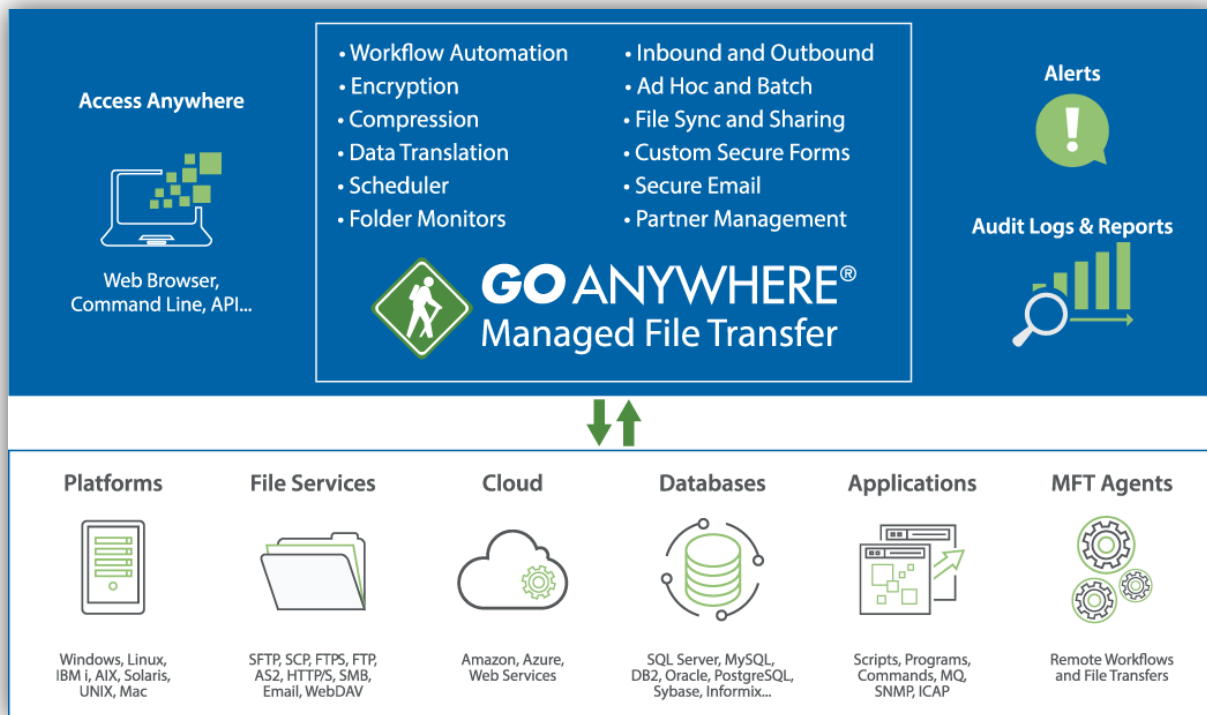 Access Anywhere
Web Browser,
Command Line, API...
• Workflow Automation
• Encryption
• Compression
• Data Translation
• Scheduler
• Folder Monitors
• Inbound and Outbound
• Ad Hoc and Batch
• File Sync and Sharing
• Custom Secure Forms
• Secure Email
• Partner Management
GO ANYWHERE®
Managed File Transfer
Alerts
!
Audit Logs & Reports
Platforms
Windows, Linux,
IBM i, AIX, Solaris,
UNIX, Mac
File Services
SFTP, SCP, FTPS, FTP,
AS2, HTTP/S, SMB,
Email, WebDAV
Cloud
Amazon, Azure,
Web Services
Databases
SQL Server, MySQL,
DB2, Oracle, PostgreSQL,
Sybase, Informix...
Applications
Scripts, Programs,
Commands, MQ,
SNMP, ICAP
MFT Agents
Remote Workflows
and File Transfers